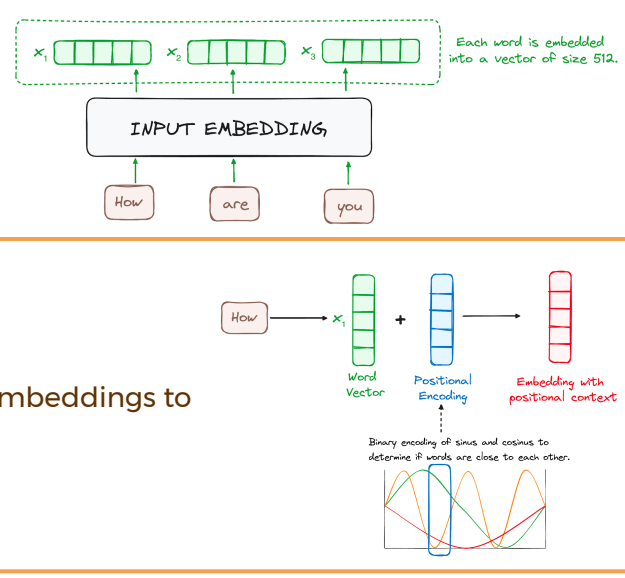 x1 x2 x3
Each word is embedded
into a vector of size 512.
INPUT EMBEDDING
How are you
How x1 + 
Word
Vector
Positional
Encoding
Embedding with
positional context
mbeddings to
Binary encoding of sinus and cosinus to
determine if words are close to each other.